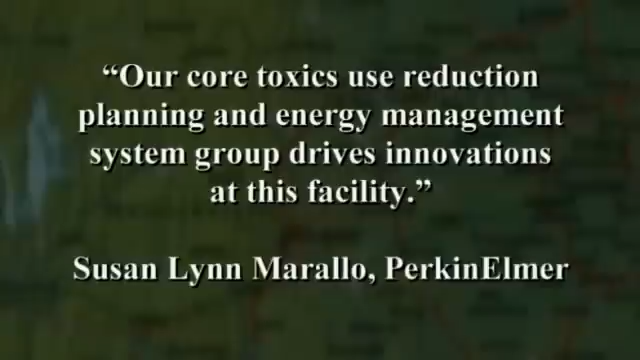 “Our core toxics use reduction
planning and energy management
system group drives innovations
at this facility.”
Susan Lynn Marallo, PerkinElmer